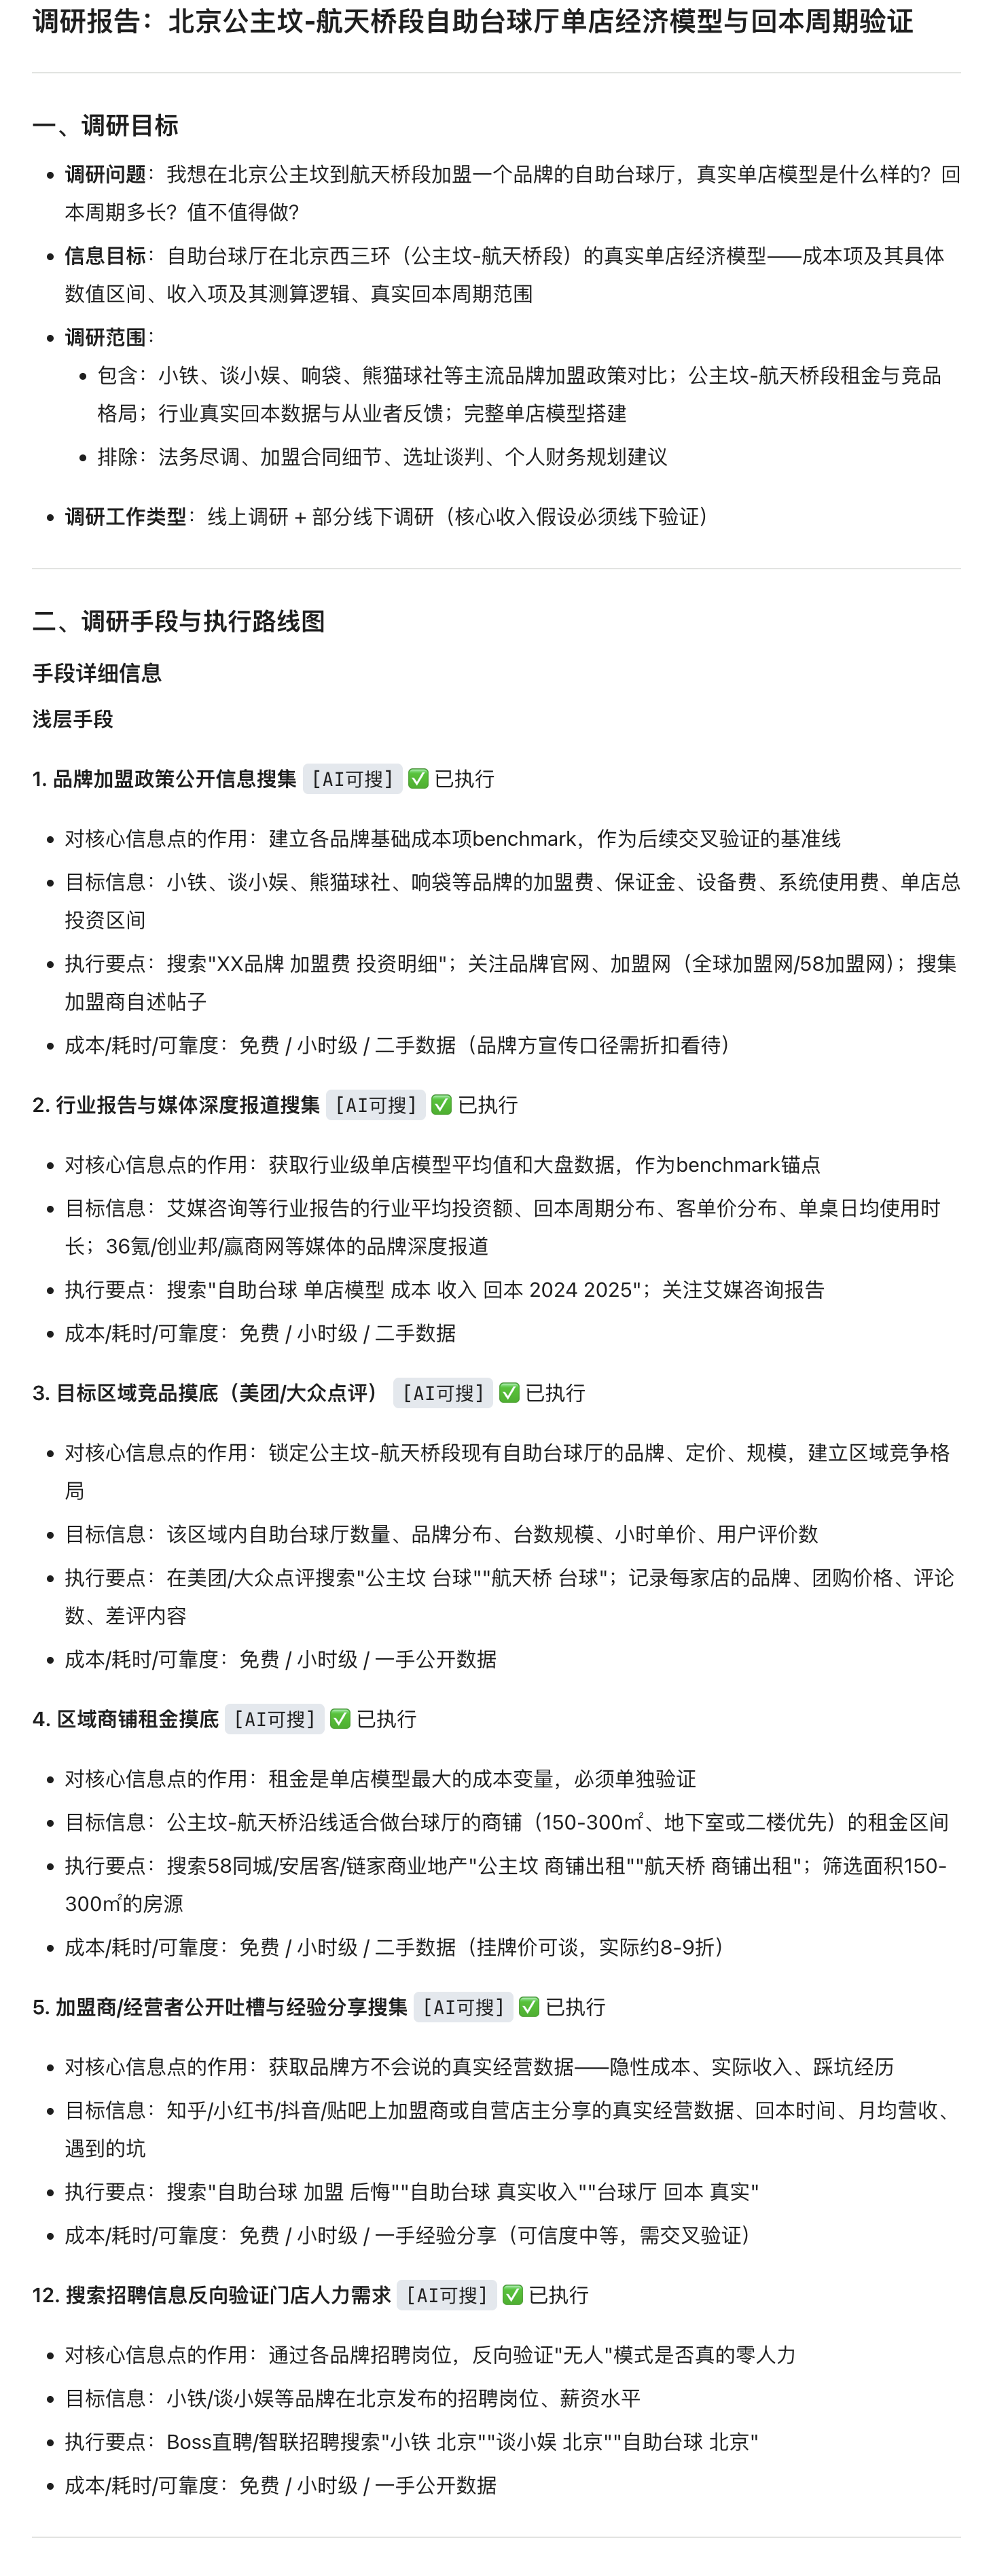 调研报告：北京公主坟-航天桥段自助台球厅单店经济模型与回本周期验证
一、调研目标
• 调研问题：我想在北京公主坟到航天桥段加盟一个品牌的自助台球厅，真实单店模型是什么样的？回
本周期多长？值不值得做？
• 信息目标：自助台球厅在北京西三环（公主坟-航天桥段）的真实单店经济模型——成本项及其具体
数值区间、收入项及其测算逻辑、真实回本周期范围
• 调研范围：
• 包含：小铁、谈小娱、响袋、熊猫球社等主流品牌加盟政策对比；公主坟-航天桥段租金与竞品
格局；行业真实回本数据与从业者反馈；完整单店模型搭建
• 排除：法务尽调、加盟合同细节、选址谈判、个人财务规划建议
• 调研工作类型：线上调研 + 部分线下调研（核心收入假设必须线下验证）
二、调研手段与执行路线图
手段详细信息
浅层手段
1. 品牌加盟政策公开信息搜集 [AI可搜] ✅ 已执行
• 对核心信息点的作用：建立各品牌基础成本项benchmark，作为后续交叉验证的基准线
• 目标信息：小铁、谈小娱、熊猫球社、响袋等品牌的加盟费、保证金、设备费、系统使用费、单店总
投资区间
• 执行要点：搜索"XX品牌 加盟费 投资明细"；关注品牌官网、加盟网（全球加盟网/58加盟网）；搜集
加盟商自述帖子
• 成本/耗时/可靠度：免费 / 小时级 / 二手数据（品牌方宣传口径需折扣看待）
2. 行业报告与媒体深度报道搜集 [AI可搜] ✅ 已执行
• 对核心信息点的作用：获取行业级单店模型平均值和大盘数据，作为benchmark锚点
• 目标信息：艾媒咨询等行业报告的行业平均投资额、回本周期分布、客单价分布、单桌日均使用时
长；36氪/创业邦/赢商网等媒体的品牌深度报道
• 执行要点：搜索"自助台球 单店模型 成本 收入 回本 2024 2025"；关注艾媒咨询报告
• 成本/耗时/可靠度：免费 / 小时级 / 二手数据
3. 目标区域竞品摸底（美团/大众点评） [AI可搜] ✅ 已执行
• 对核心信息点的作用：锁定公主坟-航天桥段现有自助台球厅的品牌、定价、规模，建立区域竞争格
局
• 目标信息：该区域内自助台球厅数量、品牌分布、台数规模、小时单价、用户评价数
• 执行要点：在美团/大众点评搜索"公主坟 台球""航天桥 台球"；记录每家店的品牌、团购价格、评论
数、差评内容
• 成本/耗时/可靠度：免费 / 小时级 / 一手公开数据
4. 区域商铺租金摸底 [AI可搜] ✅ 已执行
• 对核心信息点的作用：租金是单店模型最大的成本变量，必须单独验证
• 目标信息：公主坟-航天桥沿线适合做台球厅的商铺（150-300㎡、地下室或二楼优先）的租金区间
• 执行要点：搜索58同城/安居客/链家商业地产"公主坟 商铺出租""航天桥 商铺出租"；筛选面积150-
300㎡的房源
• 成本/耗时/可靠度：免费 / 小时级 / 二手数据（挂牌价可谈，实际约8-9折）
5. 加盟商/经营者公开吐槽与经验分享搜集 [AI可搜] ✅ 已执行
• 对核心信息点的作用：获取品牌方不会说的真实经营数据——隐性成本、实际收入、踩坑经历
• 目标信息：知乎/小红书/抖音/贴吧上加盟商或自营店主分享的真实经营数据、回本时间、月均营收、
遇到的坑
• 执行要点：搜索"自助台球 加盟 后悔""自助台球 真实收入""台球厅 回本 真实"
• 成本/耗时/可靠度：免费 / 小时级 / 一手经验分享（可信度中等，需交叉验证）
12. 搜索招聘信息反向验证门店人力需求 [AI可搜] ✅ 已执行
• 对核心信息点的作用：通过各品牌招聘岗位，反向验证"无人"模式是否真的零人力
• 目标信息：小铁/谈小娱等品牌在北京发布的招聘岗位、薪资水平
• 执行要点：Boss直聘/智联招聘搜索"小铁 北京""谈小娱 北京""自助台球 北京"
• 成本/耗时/可靠度：免费 / 小时级 / 一手公开数据